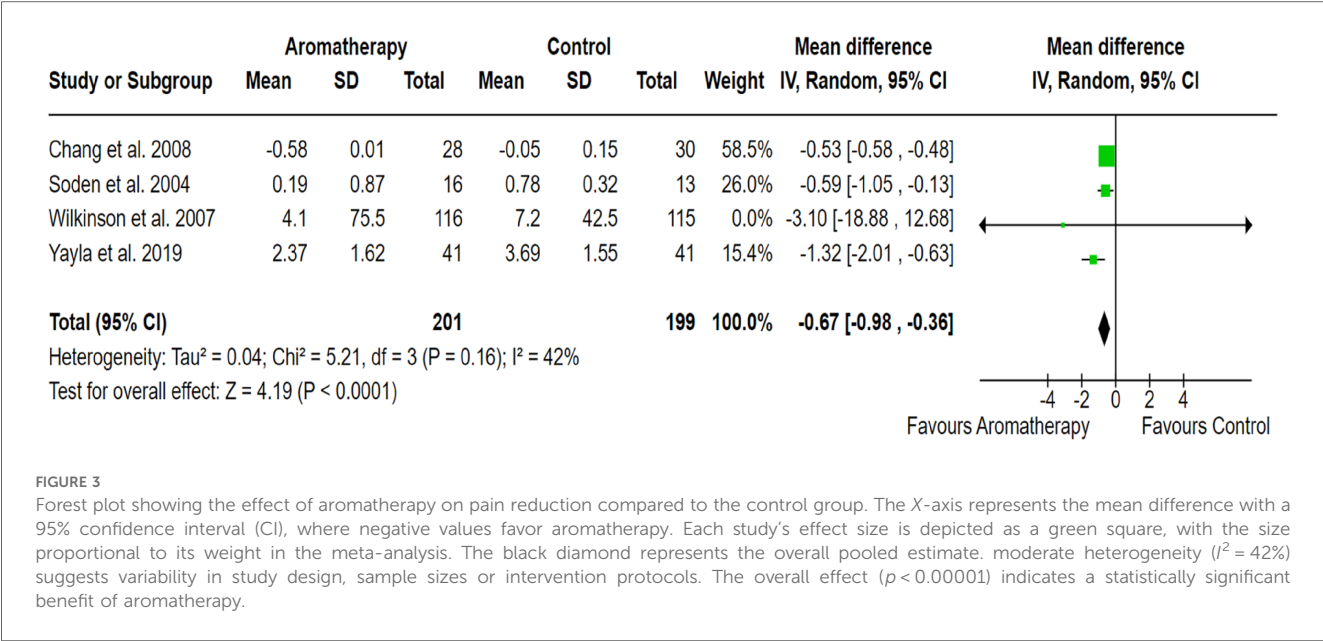 Aromatherapy Control Mean difference Mean difference
Study or Subgroup Mean SD Total Mean SD Total Weight IV, Random, 95% CI IV, Random, 95% CI
Chang et al. 2008 -0.58 0.01 28 -0.05 0.15 30 58.5% -0.53 [-0.58 , -0.48]
Soden et al. 2004 0.19 0.87 16 0.78 0.32 13 26.0% -0.59 [-1.05 , -0.13]
Wilkinson et al. 2007 4.1 75.5 116 7.2 42.5 115 0.0% -3.10 [-18.88 , 12.68]
Yayla et al. 2019 2.37 1.62 41 3.69 1.55 41 15.4% -1.32 [-2.01 , -0.63]
Total (95% CI) 201 199 100.0% -0.67 [-0.98 , -0.36]
Heterogeneity: Tau² = 0.04; Chi² = 5.21, df = 3 (P = 0.16); I² = 42%
Test for overall effect: Z = 4.19 (P < 0.0001)
-4 -2 0 2 4
Favours Aromatherapy Favours Control
FIGURE 3
Forest plot showing the effect of aromatherapy on pain reduction compared to the control group. The X-axis represents the mean difference with a
95% confidence interval (CI), where negative values favor aromatherapy. Each study's effect size is depicted as a green square, with the size
proportional to its weight in the meta-analysis. The black diamond represents the overall pooled estimate. moderate heterogeneity (I² = 42%)
suggests variability in study design, sample sizes or intervention protocols. The overall effect (p < 0.00001) indicates a statistically significant
benefit of aromatherapy.